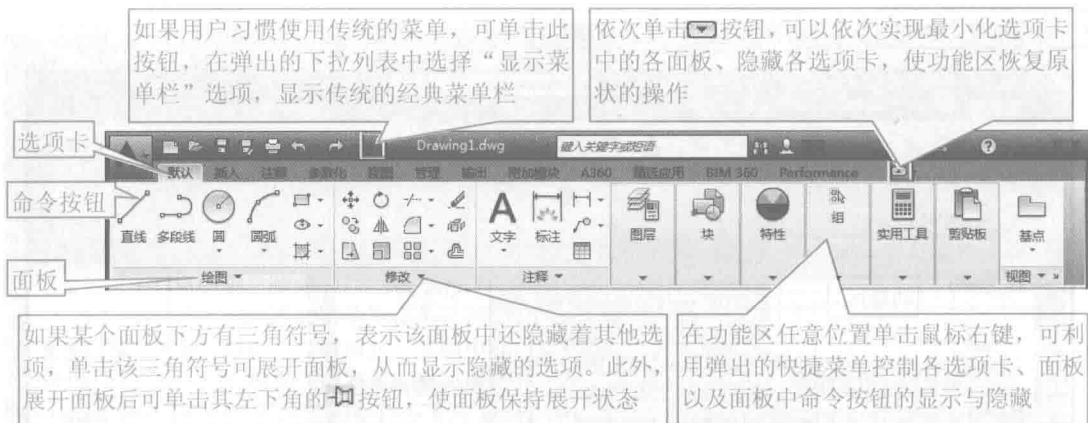 如果用户习惯使用传统的菜单，可单击此
按钮，在弹出的下拉列表中选择“显示菜
单栏”选项，显示传统的经典菜单栏
依次单击按钮，可以依次实现最小化选项卡
中的各面板、隐藏各选项卡，使功能区恢复原
状的操作
选项卡
Drawing1.dwg
键入关键字或短语
默认 插入 注释 参数化 视图 管理 输出 附加模块 A360 精选应用 BIM 360 Performance
命令按钮
直线 多段线 圆 圆弧
文字 标注
图层
块
特性
组
实用工具
剪贴板
基点
面板
绘图
修改
注释
视图
如果某个面板下方有三角符号，表示该面板中还隐藏着其他选
项，单击该三角符号可展开面板，从而显示隐藏的选项。此外，
展开面板后可单击其左下角的按钮，使面板保持展开状态
在功能区任意位置单击鼠标右键，可利
用弹出的快捷菜单控制各选项卡、面板
以及面板中命令按钮的显示与隐藏